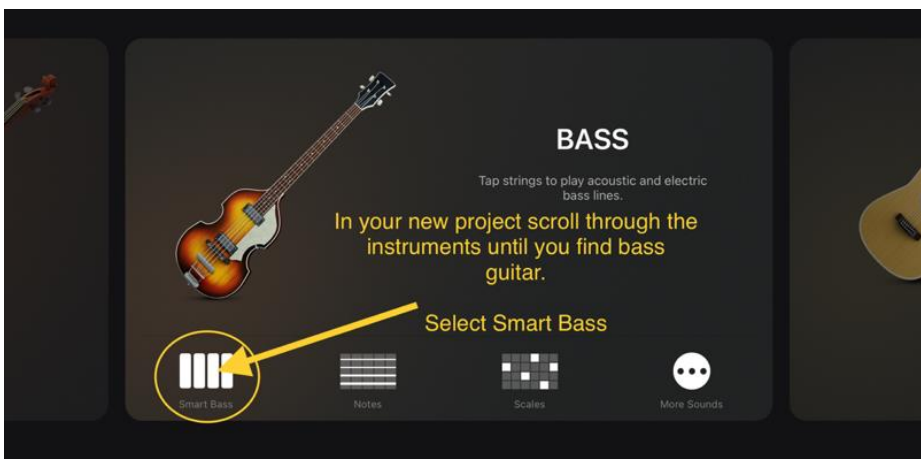 BASS
Tap strings to play acoustic and electric
bass lines.
In your new project scroll through the
instruments until you find bass
guitar.
Select Smart Bass
Smart Bass
Notes
Scales
More Sounds